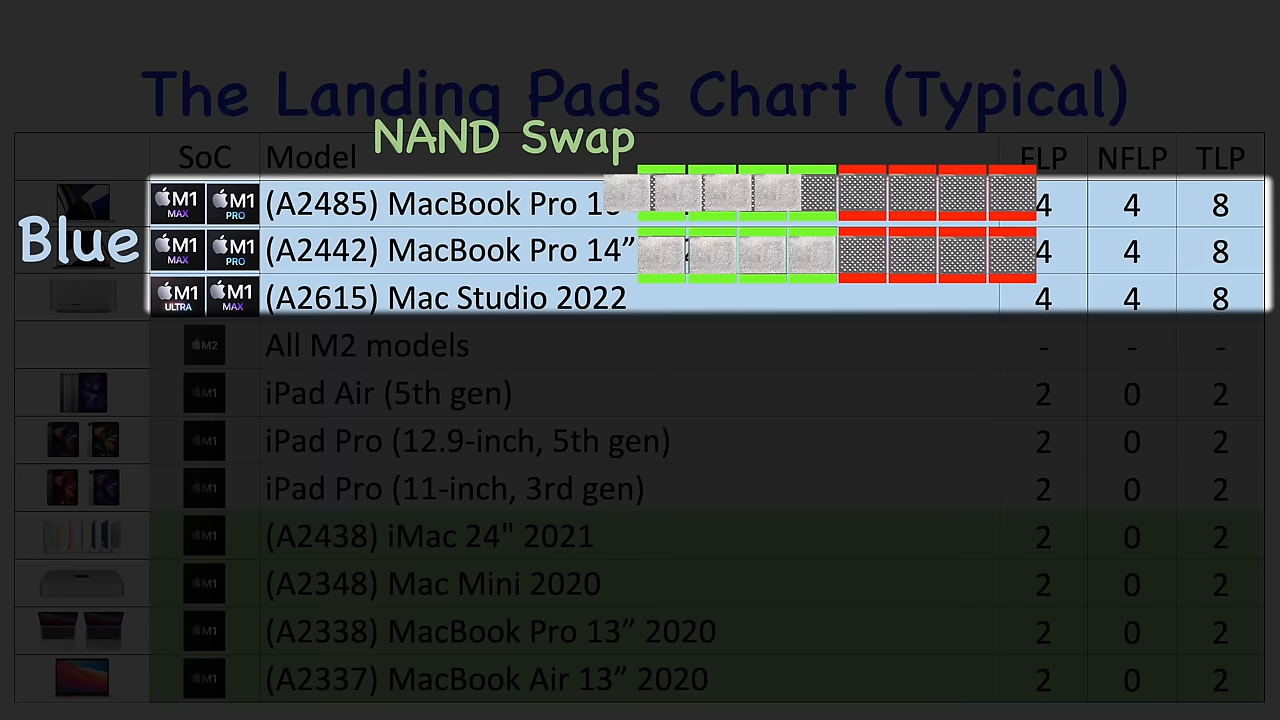 The Landing Pads Chart (Typical)
NAND Swap
SoC Model FLP NFLP TLP
Blue
M1 MAX M1 PRO (A2485) MacBook Pro 4 4 8
M1 MAX M1 PRO (A2442) MacBook Pro 14” 4 4 8
M1 ULTRA M1 MAX (A2615) Mac Studio 2022 4 4 8
M2 All M2 models - - -
M1 iPad Air (5th gen) 2 0 2
M1 iPad Pro (12.9-inch, 5th gen) 2 0 2
M1 iPad Pro (11-inch, 3rd gen) 2 0 2
M1 (A2438) iMac 24" 2021 2 0 2
M1 (A2348) Mac Mini 2020 2 0 2
M1 (A2338) MacBook Pro 13” 2020 2 0 2
M1 (A2337) MacBook Air 13” 2020 2 0 2